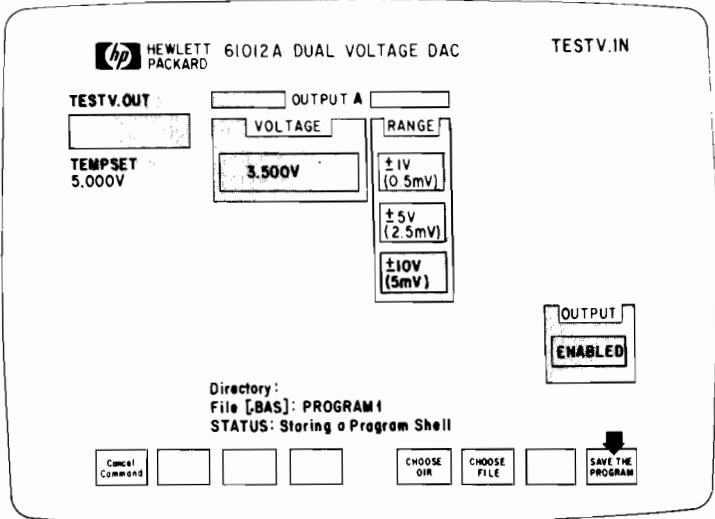 hp HEWLETT PACKARD 61012A DUAL VOLTAGE DAC TESTV.IN
TESTV.OUT
TEMPSET
5.000V
OUTPUT A
VOLTAGE
3.500V
RANGE
±1V
(0.5mV)
±5V
(2.5mV)
±10V
(5mV)
OUTPUT
ENABLED
Directory:
File [.BAS]: PROGRAM1
STATUS: Storing a Program Shell
Cancel
Command
CHOOSE
DIR
CHOOSE
FILE
SAVE THE
PROGRAM